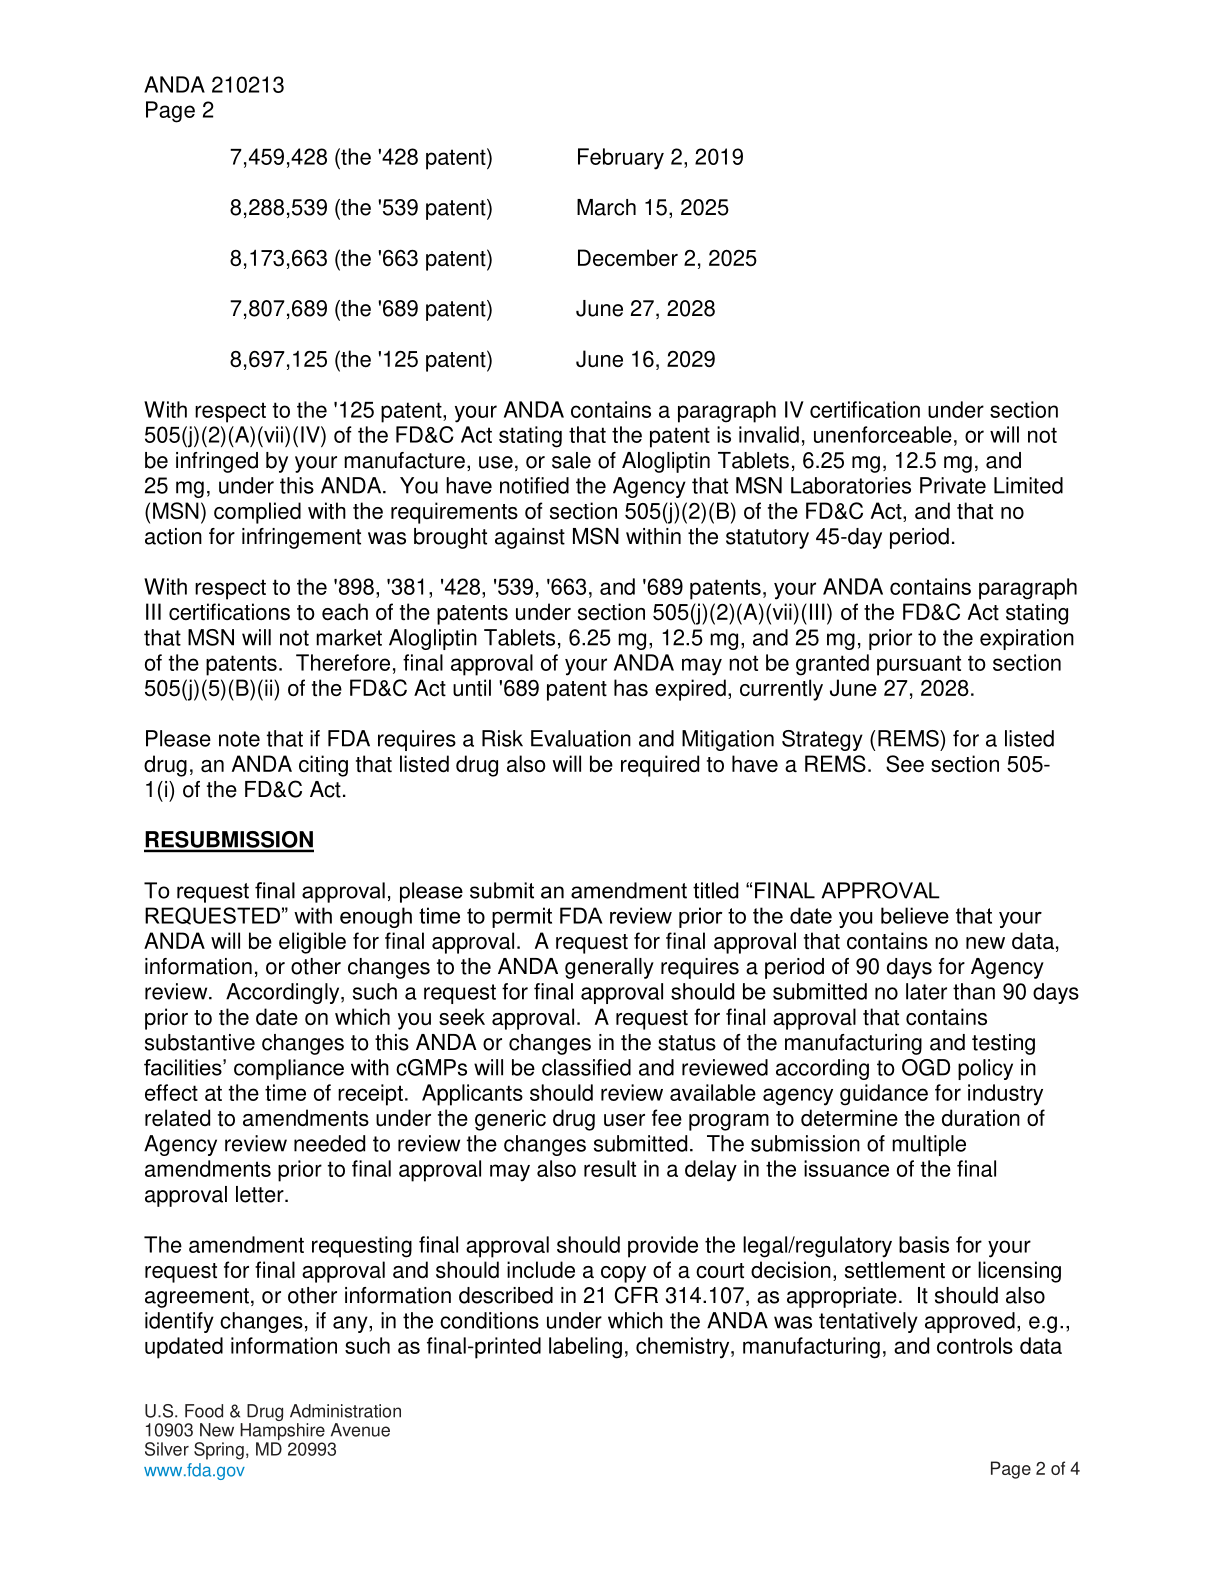 ANDA 210213
Page 2
7,459,428 (the '428 patent) February 2, 2019
8,288,539 (the '539 patent) March 15, 2025
8,173,663 (the '663 patent) December 2, 2025
7,807,689 (the '689 patent) June 27, 2028
8,697,125 (the '125 patent) June 16, 2029
With respect to the '125 patent, your ANDA contains a paragraph IV certification under section
505(j)(2)(A)(vii)(IV) of the FD&C Act stating that the patent is invalid, unenforceable, or will not
be infringed by your manufacture, use, or sale of Alogliptin Tablets, 6.25 mg, 12.5 mg, and
25 mg, under this ANDA. You have notified the Agency that MSN Laboratories Private Limited
(MSN) complied with the requirements of section 505(j)(2)(B) of the FD&C Act, and that no
action for infringement was brought against MSN within the statutory 45-day period.
With respect to the '898, '381, '428, '539, '663, and '689 patents, your ANDA contains paragraph
III certifications to each of the patents under section 505(j)(2)(A)(vii)(III) of the FD&C Act stating
that MSN will not market Alogliptin Tablets, 6.25 mg, 12.5 mg, and 25 mg, prior to the expiration
of the patents. Therefore, final approval of your ANDA may not be granted pursuant to section
505(j)(5)(B)(ii) of the FD&C Act until '689 patent has expired, currently June 27, 2028.
Please note that if FDA requires a Risk Evaluation and Mitigation Strategy (REMS) for a listed
drug, an ANDA citing that listed drug also will be required to have a REMS. See section 505-
1(i) of the FD&C Act.
RESUBMISSION
To request final approval, please submit an amendment titled “FINAL APPROVAL
REQUESTED” with enough time to permit FDA review prior to the date you believe that your
ANDA will be eligible for final approval. A request for final approval that contains no new data,
information, or other changes to the ANDA generally requires a period of 90 days for Agency
review. Accordingly, such a request for final approval should be submitted no later than 90 days
prior to the date on which you seek approval. A request for final approval that contains
substantive changes to this ANDA or changes in the status of the manufacturing and testing
facilities’ compliance with cGMPs will be classified and reviewed according to OGD policy in
effect at the time of receipt. Applicants should review available agency guidance for industry
related to amendments under the generic drug user fee program to determine the duration of
Agency review needed to review the changes submitted. The submission of multiple
amendments prior to final approval may also result in a delay in the issuance of the final
approval letter.
The amendment requesting final approval should provide the legal/regulatory basis for your
request for final approval and should include a copy of a court decision, settlement or licensing
agreement, or other information described in 21 CFR 314.107, as appropriate. It should also
identify changes, if any, in the conditions under which the ANDA was tentatively approved, e.g.,
updated information such as final-printed labeling, chemistry, manufacturing, and controls data
U.S. Food & Drug Administration
10903 New Hampshire Avenue
Silver Spring, MD 20993
www.fda.gov
Page 2 of 4